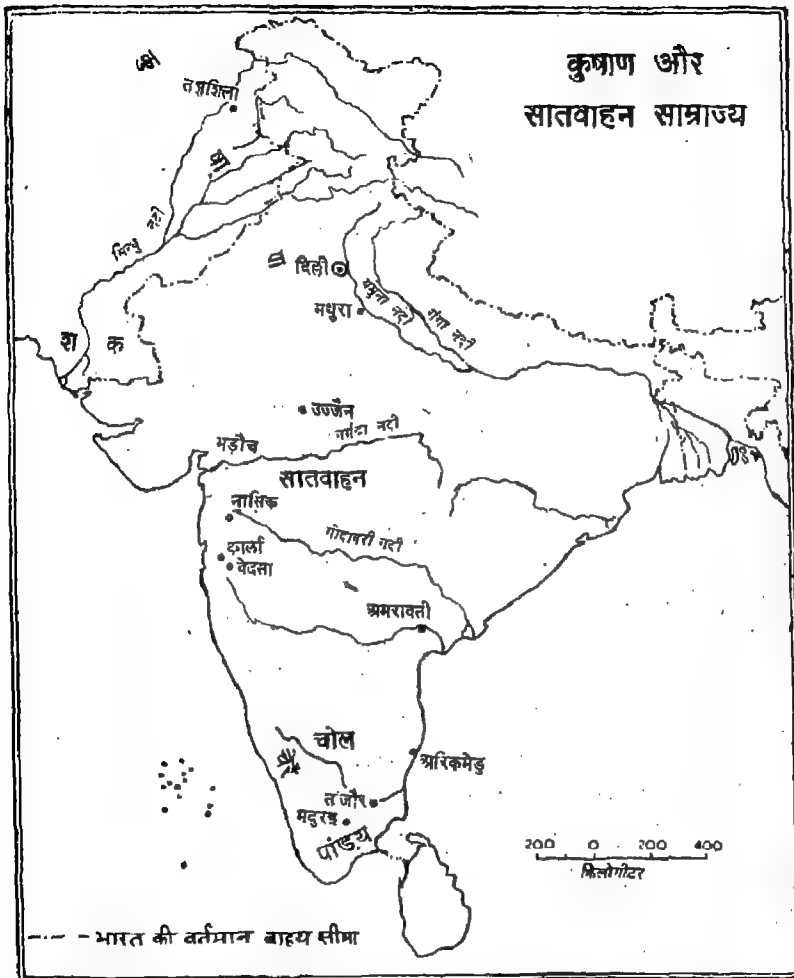 कुषाण और
सातवाहन साम्राज्य
कु
तक्षशिला
षा
सिन्धु नदी
ण
दिल्ली
यमुना नदी
गंगा नदी
मथुरा
श क
उज्जैन
नर्मदा नदी
भड़ौच
सातवाहन
नासिक
गोदावरी नदी
कार्ला
वेदसा
अमरावती
चोल
अरिकमेडु
तंजौर
मदुरइ
पांड्य
200 0 200 400
किलोमीटर
भारत की वर्तमान बाह्य सीमा